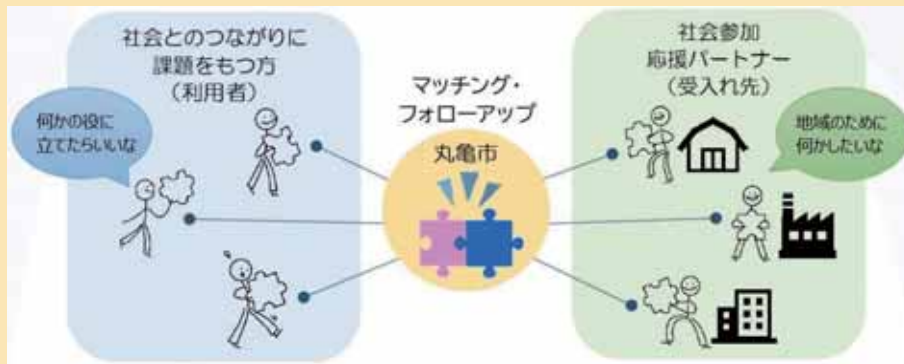 社会とのつながりに
課題をもつ方
（利用者）
何かの役に
立てたらいいな
マッチング・
フォローアップ
丸亀市
社会参加
応援パートナー
（受入れ先）
地域のために
何かしたいな